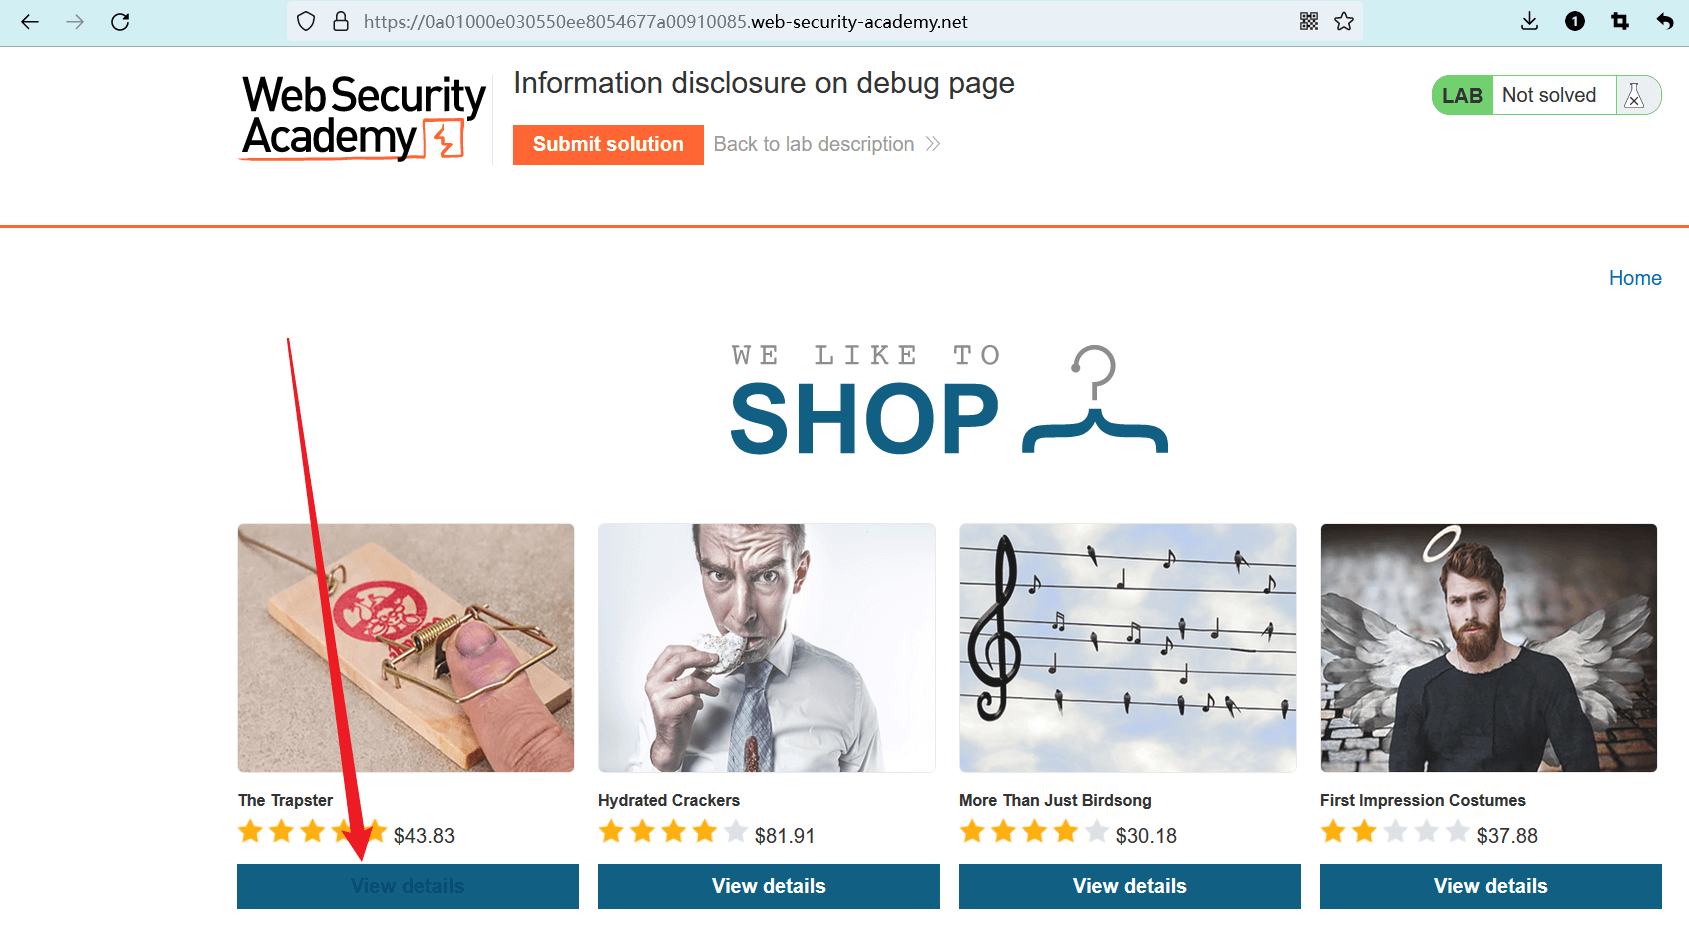 https://0a01000e030550ee8054677a00910085.web-security-academy.net
1
Web Security
Academy
Information disclosure on debug page
Submit solution
Back to lab description
LAB
Not solved
Home
WE LIKE TO
SHOP
The Trapster
$43.83
View details
Hydrated Crackers
$81.91
View details
More Than Just Birdsong
$30.18
View details
First Impression Costumes
$37.88
View details